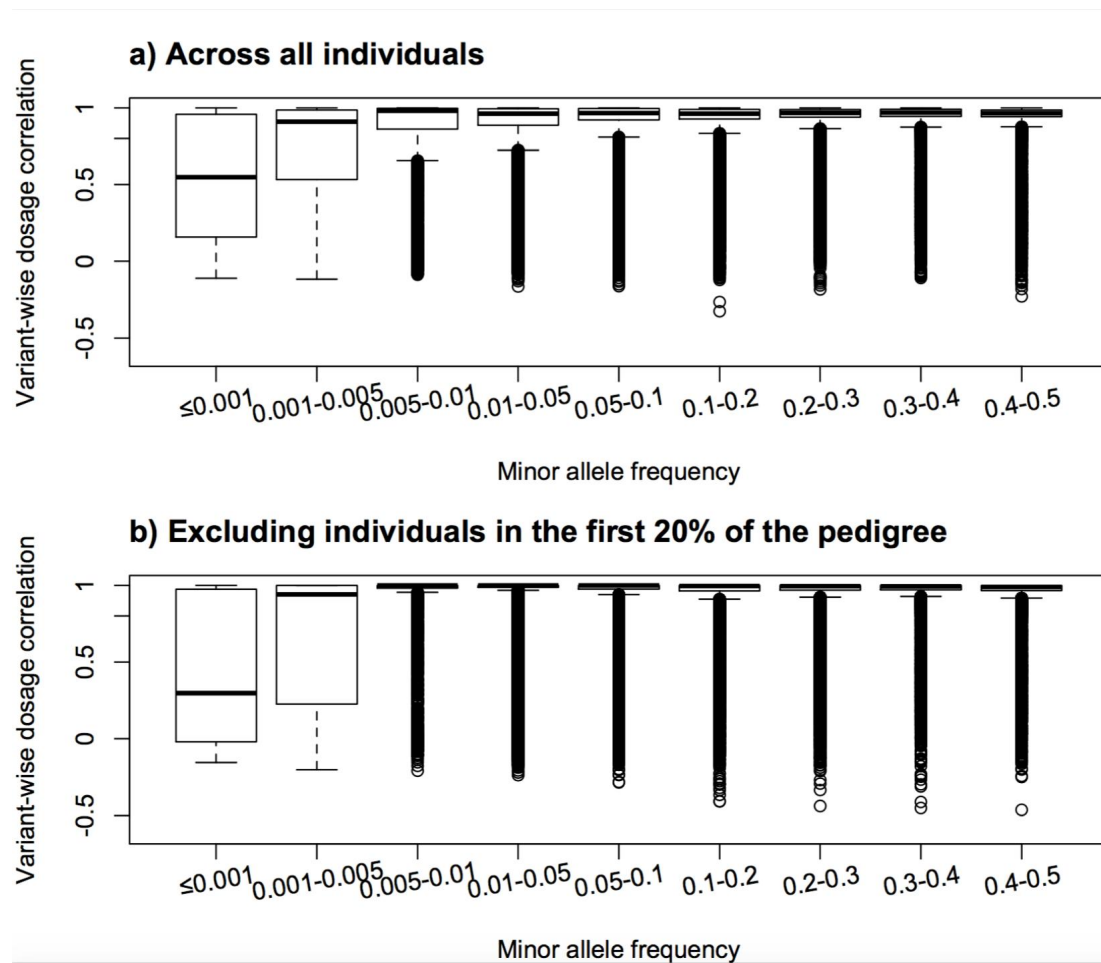 a) Across all individuals
Variant-wise dosage correlation
1
0.5
0
-0.5
≤0.001 0.001-0.005 0.005-0.01 0.01-0.05 0.05-0.1 0.1-0.2 0.2-0.3 0.3-0.4 0.4-0.5
Minor allele frequency
b) Excluding individuals in the first 20% of the pedigree
Variant-wise dosage correlation
1
0.5
0
-0.5
≤0.001 0.001-0.005 0.005-0.01 0.01-0.05 0.05-0.1 0.1-0.2 0.2-0.3 0.3-0.4 0.4-0.5
Minor allele frequency